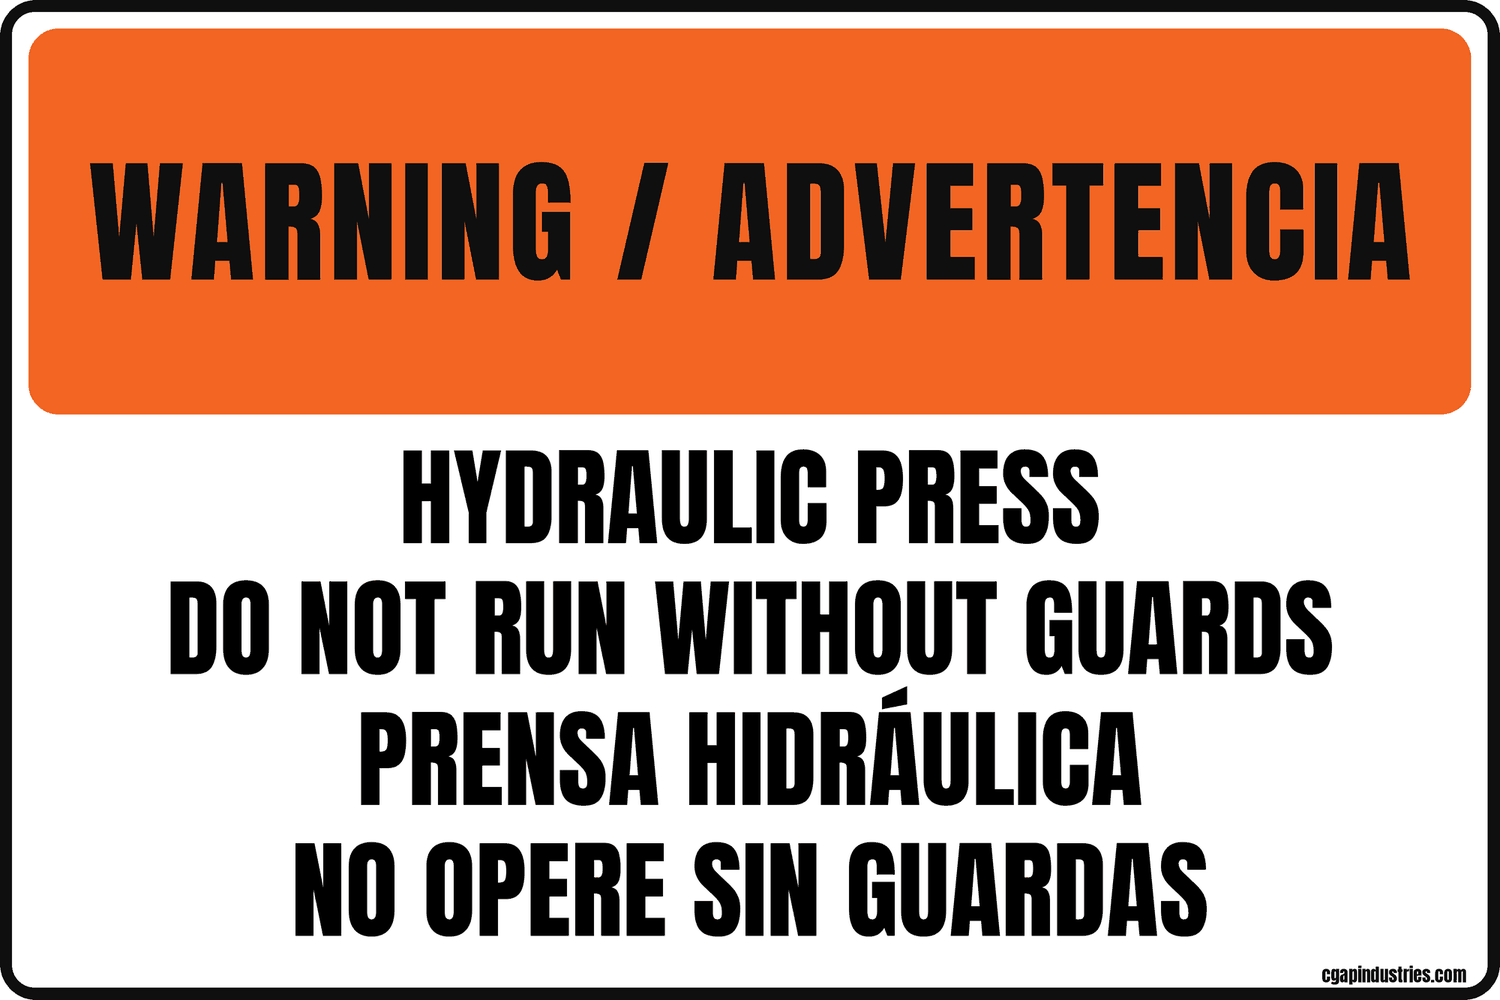 WARNING / ADVERTENCIA
HYDRAULIC PRESS
DO NOT RUN WITHOUT GUARDS
PRENSA HIDRÁULICA
NO OPERE SIN GUARDAS
cgapindustries.com